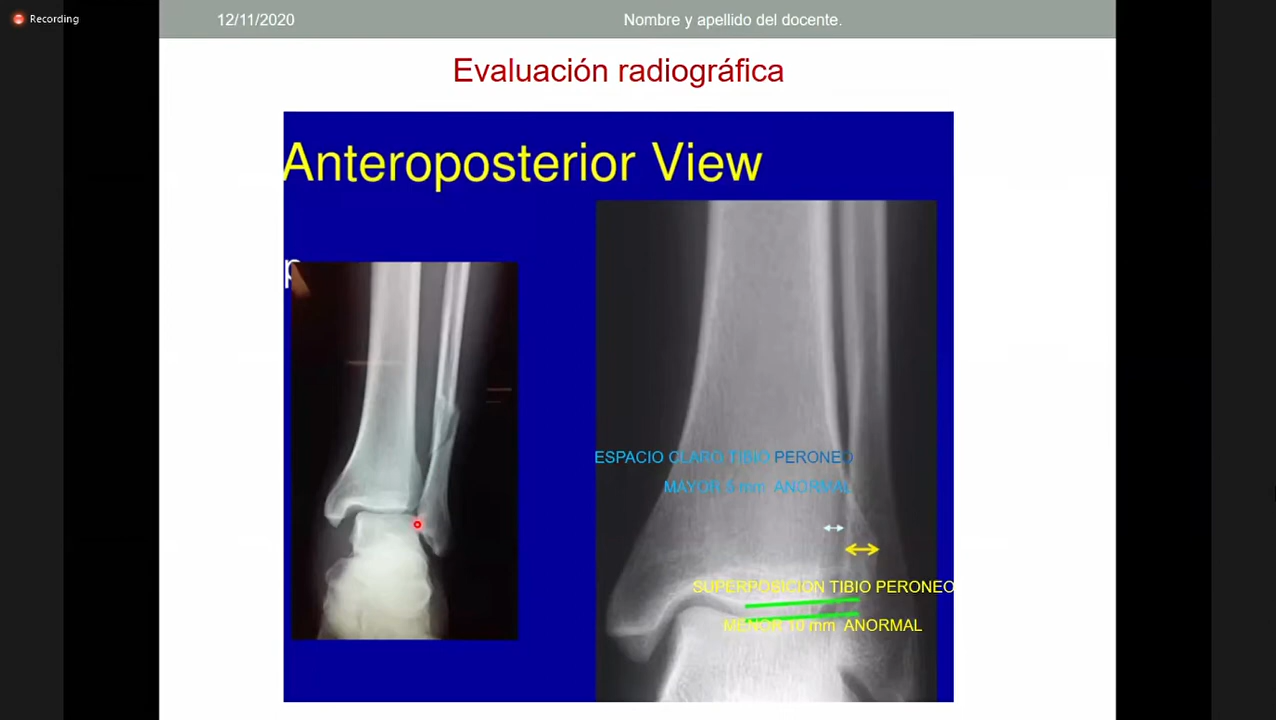 Recording
12/11/2020
Nombre y apellido del docente.
Evaluación radiográfica
Anteroposterior View
p
ESPACIO CLARO TIBIO PERONEO
MAYOR 5 mm ANORMAL
SUPERPOSICION TIBIO PERONEO
MENOR 10 mm ANORMAL